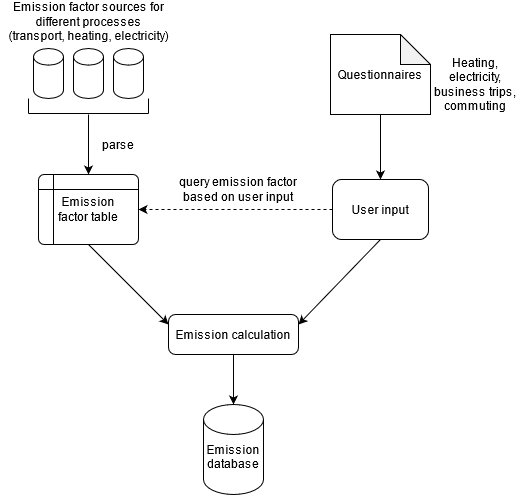 Emission factor sources for
different processes
(transport, heating, electricity)
Questionnaires
Heating,
electricity,
business trips,
commuting
parse
query emission factor
based on user input
Emission
factor table
User input
Emission calculation
Emission
database